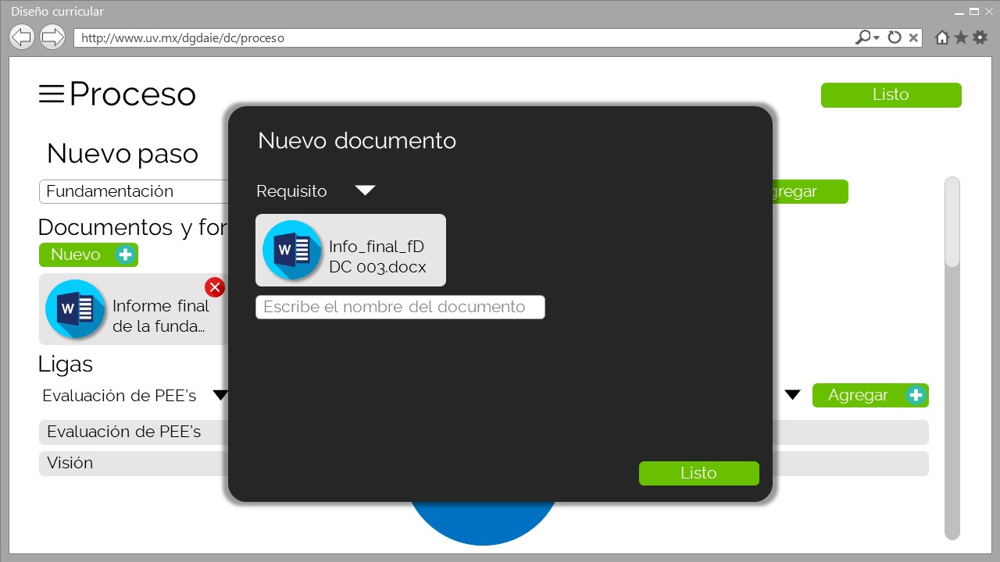 Diseño curricular
http://www.uv.mx/dgdaie/dc/proceso
Proceso
Listo
Nuevo paso
Fundamentación
gregar
Documentos y for
Nuevo
W
Informe final
de la funda...
Ligas
Evaluación de PEE's
Agregar
Evaluación de PEE's
Visión
Nuevo documento
Requisito
W
Info_final_fD
DC 003.docx
Escribe el nombre del documento
Listo